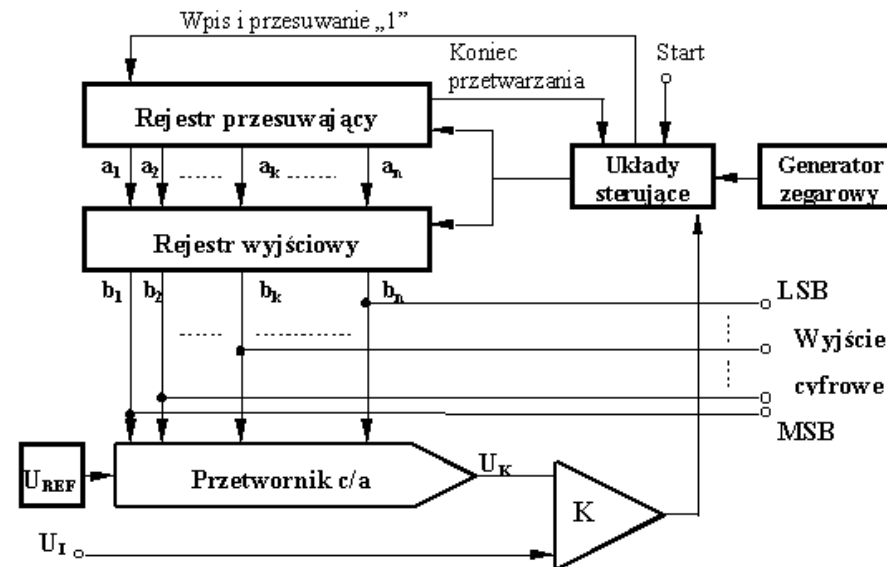 Wpis i przesuwanie „1”
Koniec
przetwarzania
Start
Rejestr przesuwający
a1 a2 ...... ak ....... an
Układy
sterujące
Generator
zegarowy
Rejestr wyjściowy
b1 b2 bk bn
LSB
Wyjście
cyfrowe
MSB
UREF
Przetwornik c/a
UK
K
UI